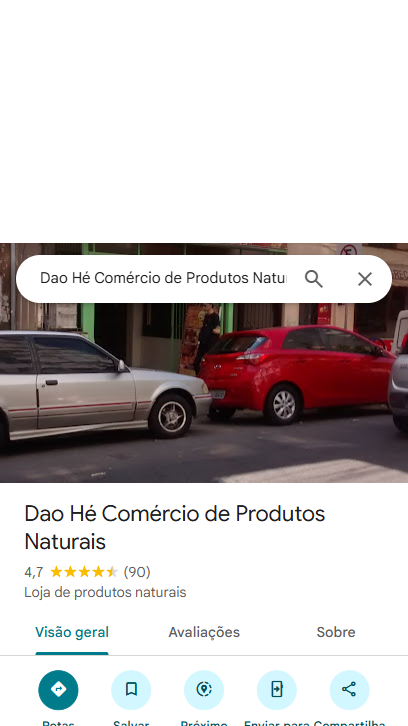 Dao Hé Comércio de Produtos Natur
Dao Hé Comércio de Produtos
Naturais
4,7 (90)
Loja de produtos naturais
Visão geral Avaliações Sobre
Rotas Salvar Próximo Enviar para Compartilha